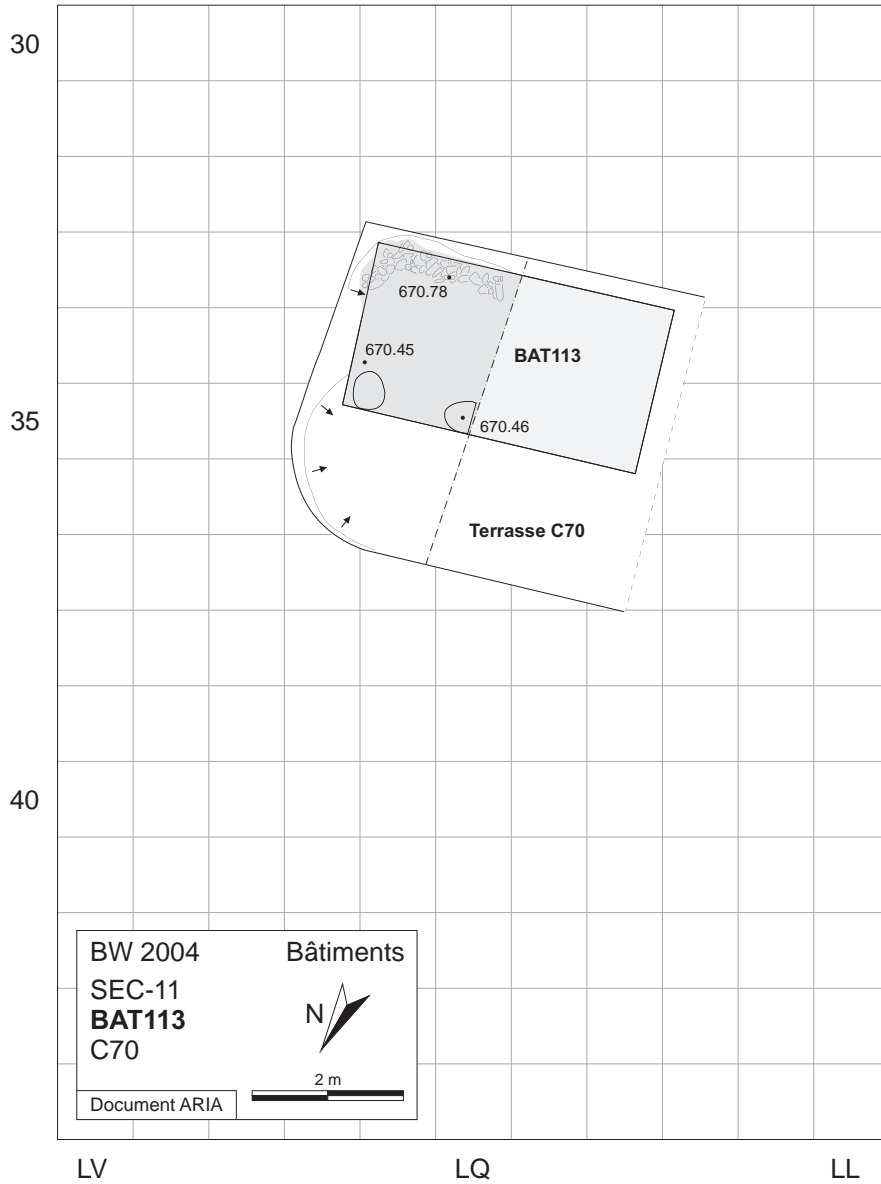 30
670.78
670.45
BAT113
35
670.46
Terrasse C70
40
BW 2004 Bâtiments
SEC-11
BAT113
N
C70
2 m
Document ARIA
LV LQ LL